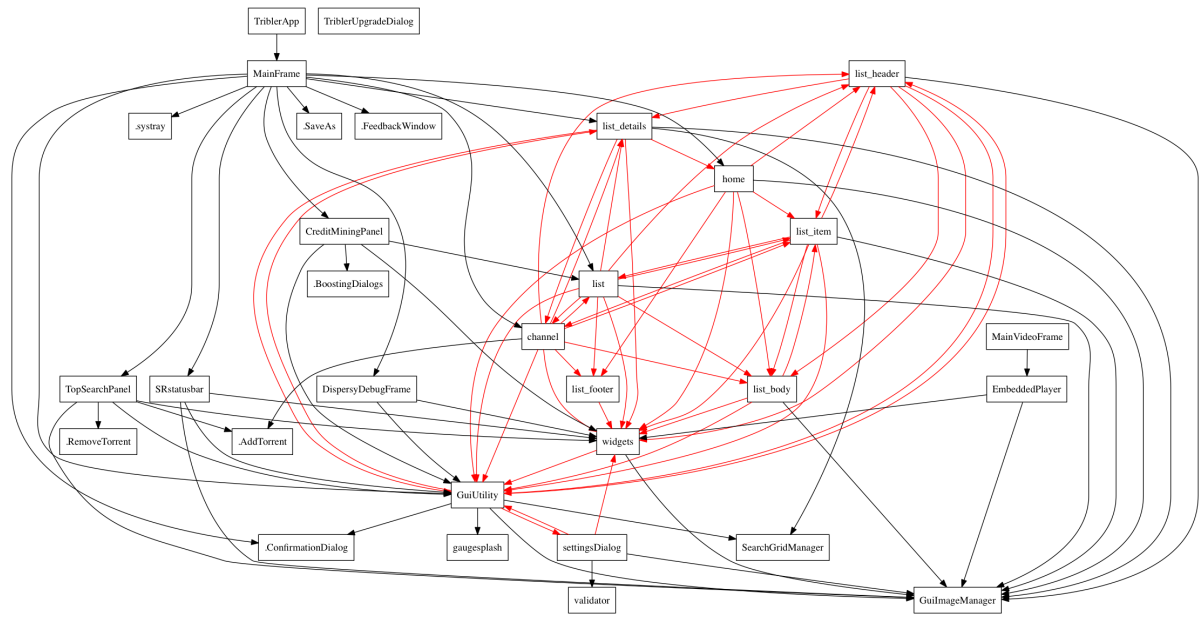 TriblerApp
TriblerUpgradeDialog
MainFrame
list_header
.systray
.SaveAs
.FeedbackWindow
list_details
home
CreditMiningPanel
list_item
.BoostingDialogs
list
channel
MainVideoFrame
TopSearchPanel
SRstatusbar
DispersyDebugFrame
list_footer
list_body
EmbeddedPlayer
.RemoveTorrent
.AddTorrent
widgets
GuiUtility
.ConfirmationDialog
gaugesplash
settingsDialog
SearchGridManager
validator
GuiImageManager